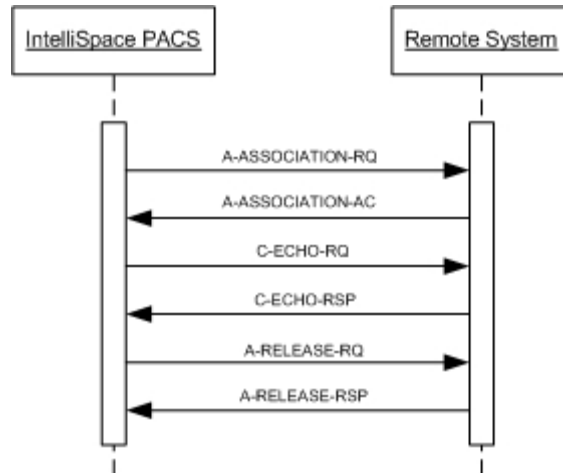 IntelliSpace PACS
Remote System
A-ASSOCIATION-RQ
A-ASSOCIATION-AC
C-ECHO-RQ
C-ECHO-RSP
A-RELEASE-RQ
A-RELEASE-RSP